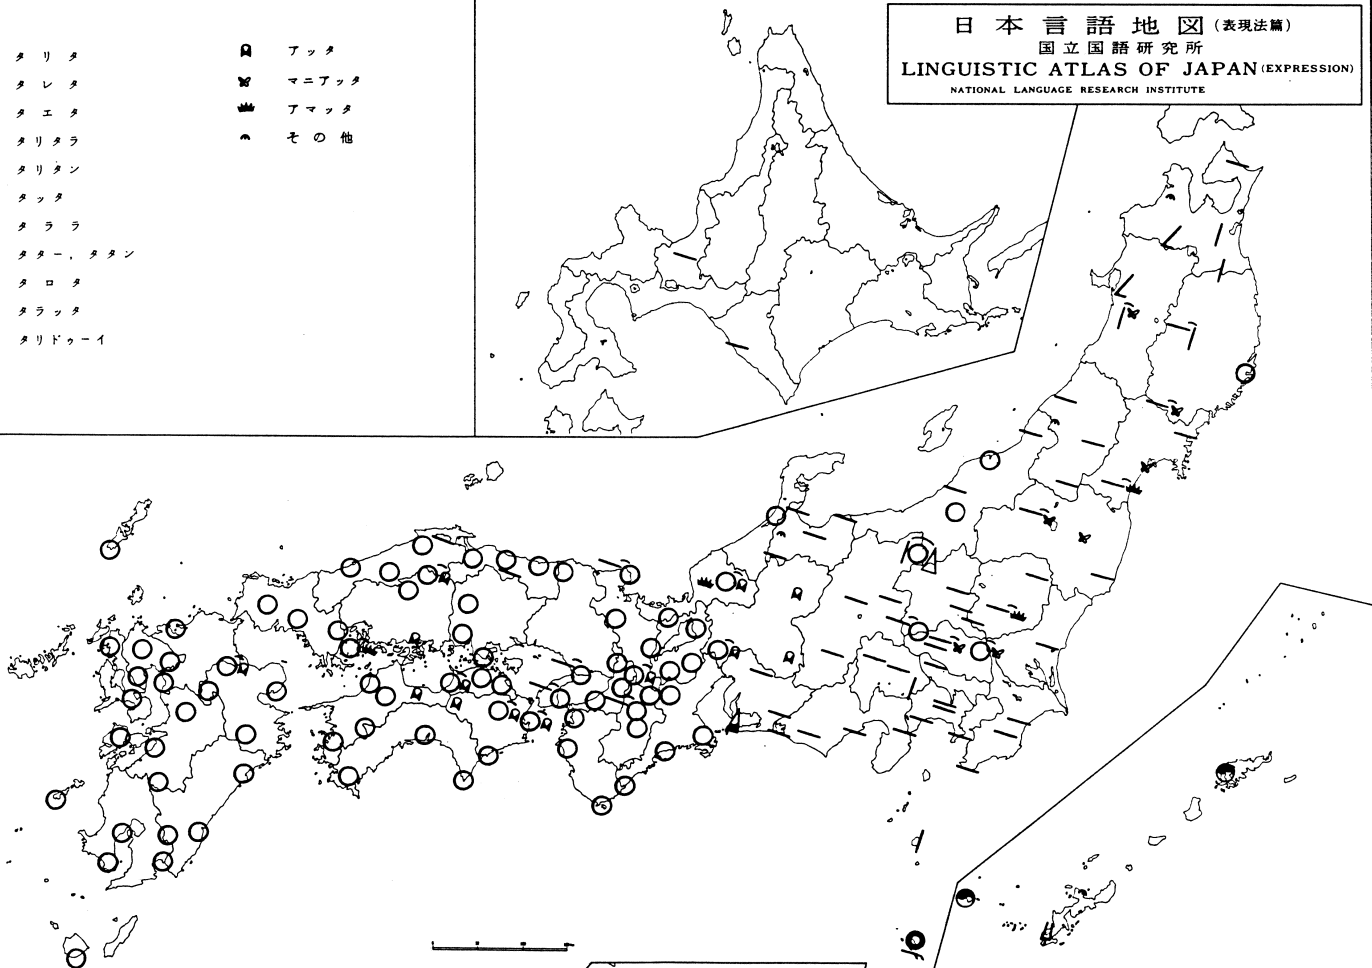 タリタ
タレタ
タエタ
タリタラ
タリタン
タッタ
タララ
タター，タタン
タロタ
タラッタ
タリドゥーイ
アッタ
マニアッタ
アマッタ
その他
日本言語地図（表現法篇）
国立国語研究所
LINGUISTIC ATLAS OF JAPAN (EXPRESSION)
NATIONAL LANGUAGE RESEARCH INSTITUTE